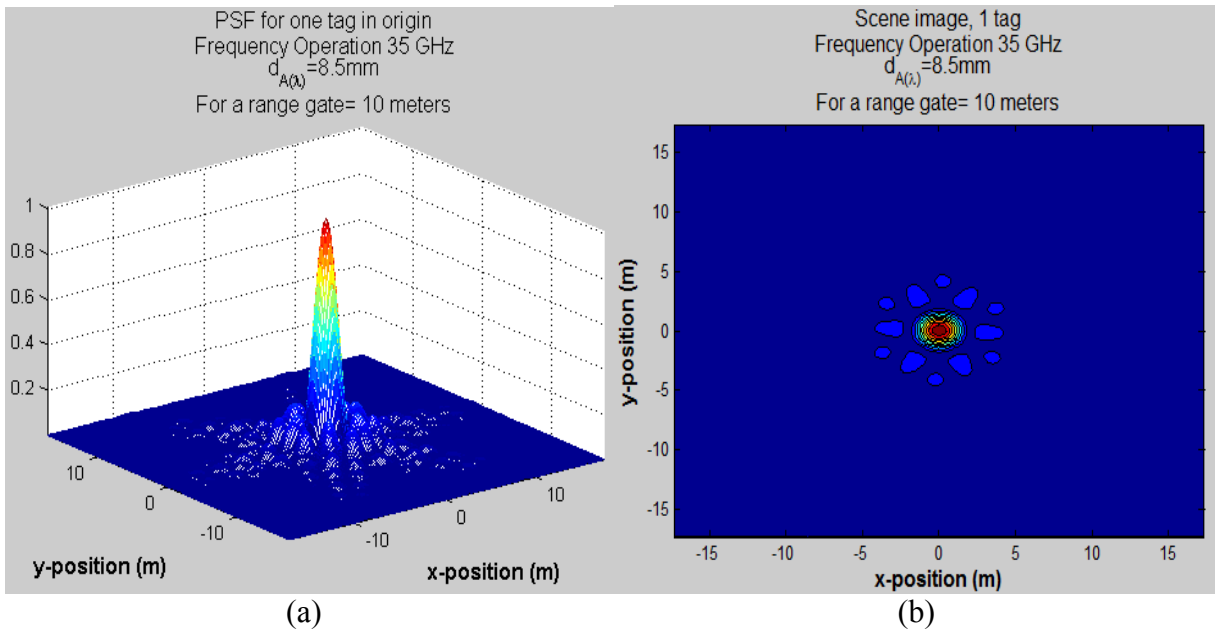 PSF for one tag in origin
Frequency Operation 35 GHz
d_A(λ)=8.5mm
For a range gate= 10 meters
1
0.8
0.6
0.4
0.2
10
0
-10
-10
0
10
y-position (m)
x-position (m)
(a)
Scene image, 1 tag
Frequency Operation 35 GHz
d_A(λ)=8.5mm
For a range gate= 10 meters
15
10
5
0
-5
-10
-15
y-position (m)
-15 -10 -5 0 5 10 15
x-position (m)
(b)